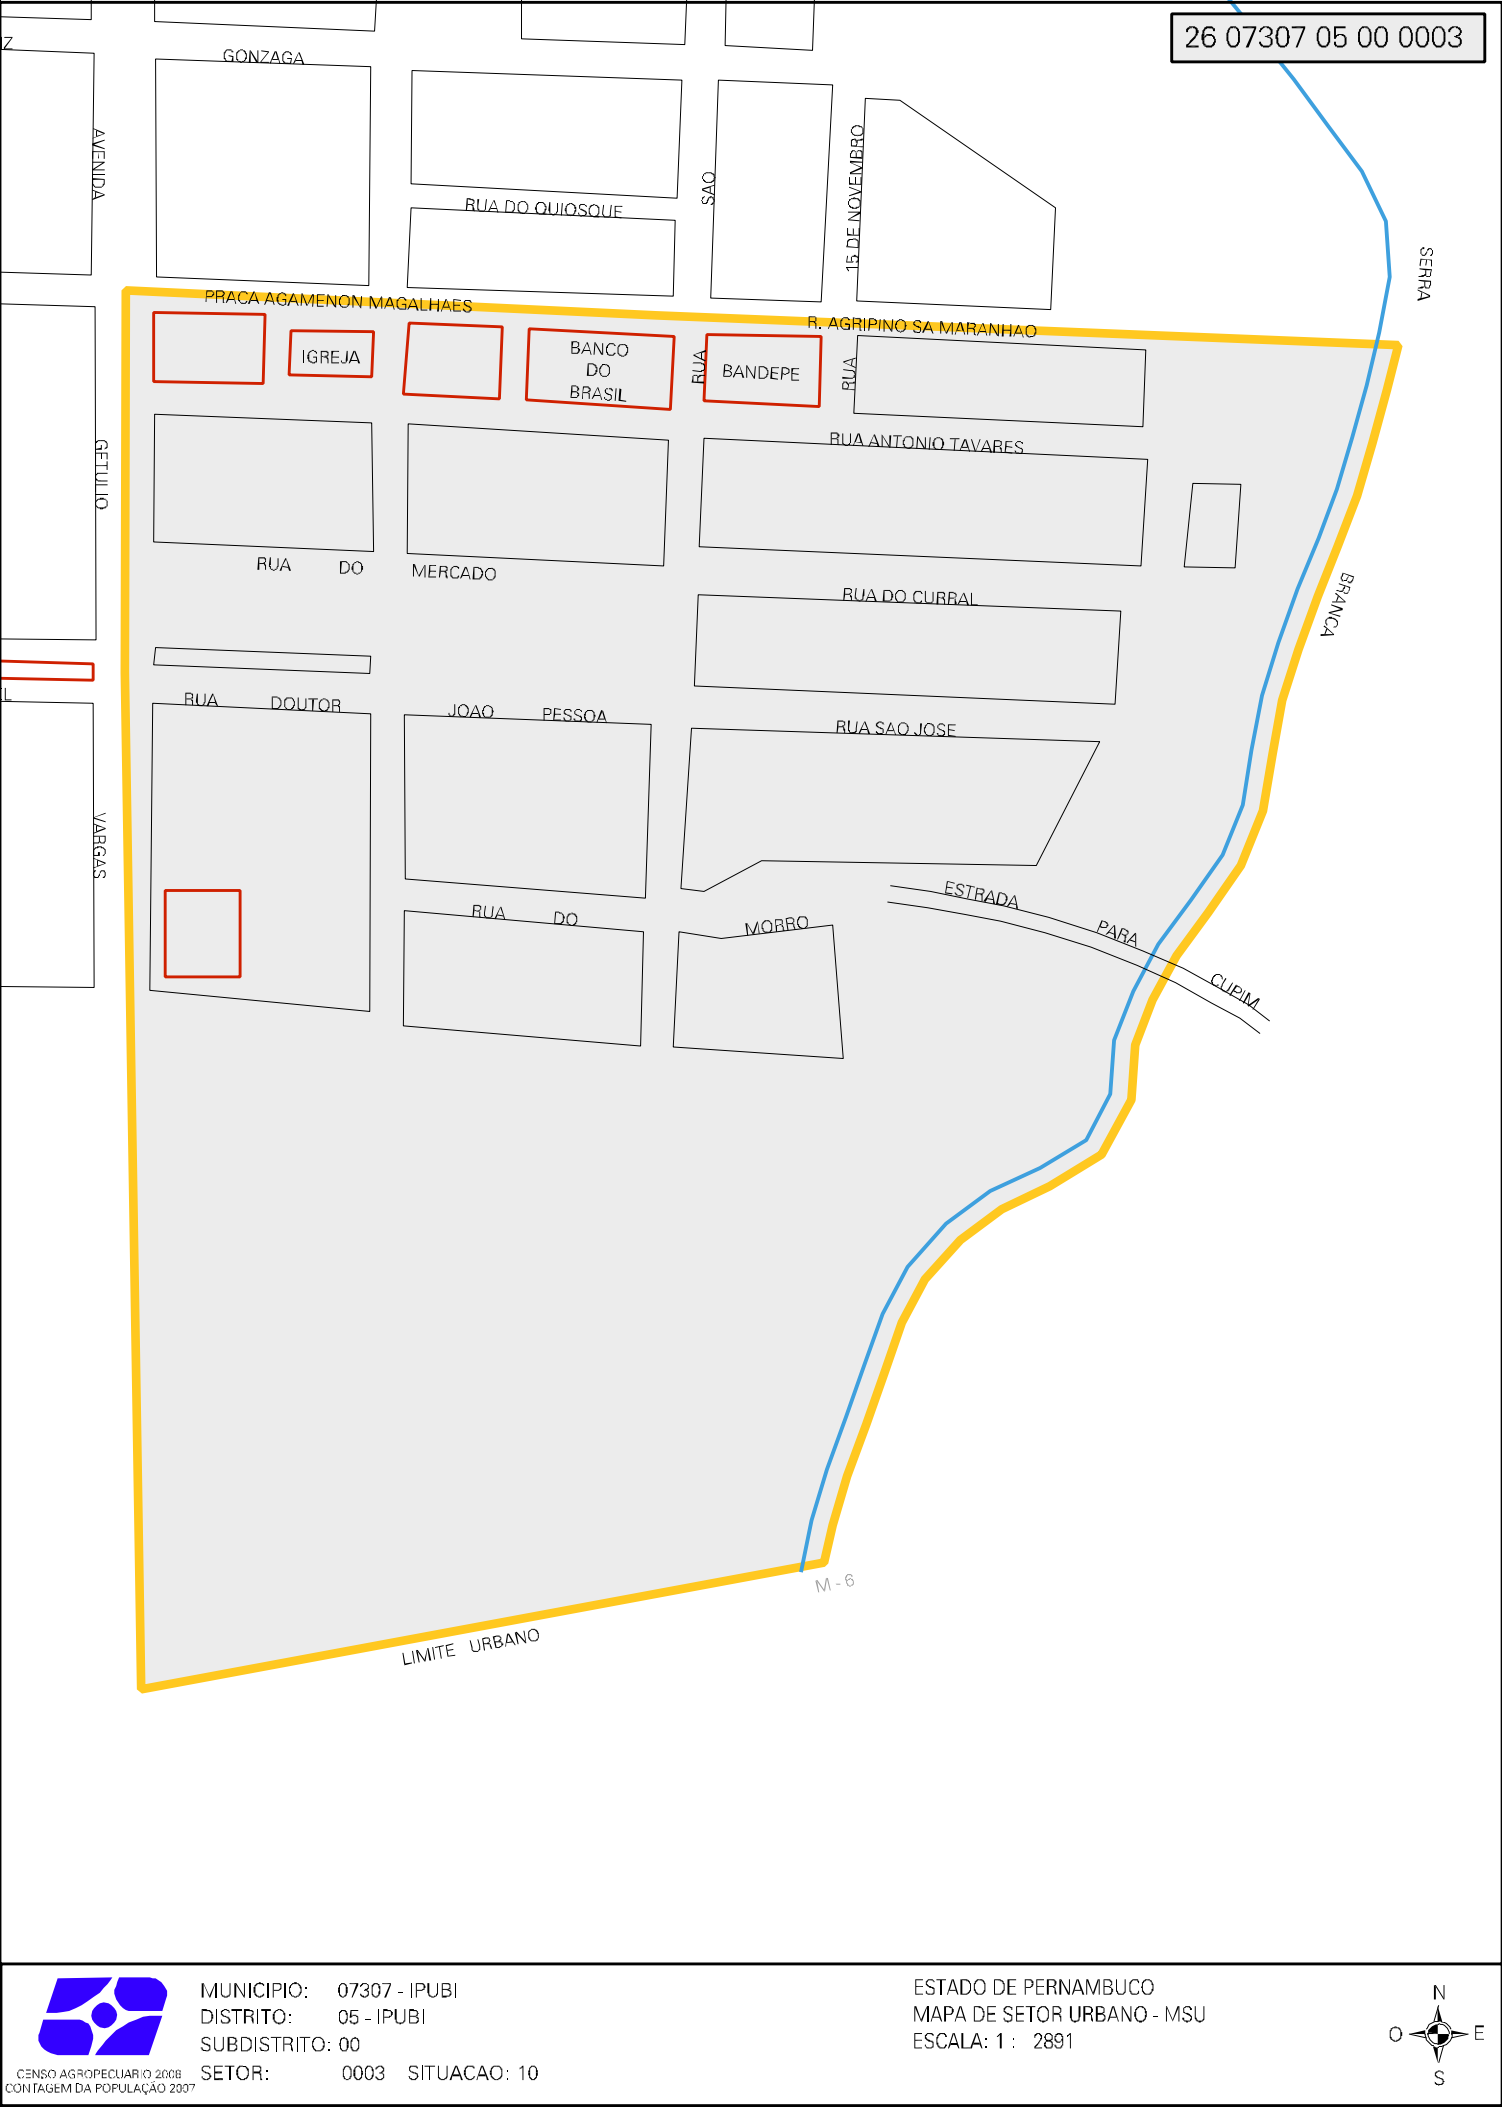 26 07307 05 00 0003
Z
GONZAGA
AVENIDA
RUA DO QUIOSQUE
SAO
15 DE NOVEMBRO
SERRA
PRACA AGAMENON MAGALHAES
R. AGRIPINO SA MARANHAO
IGREJA
BANCO
DO
BRASIL
RUA
BANDEPE
RUA
GETULIO
RUA ANTONIO TAVARES
RUA DO MERCADO
RUA DO CURRAL
BRANCA
L
RUA DOUTOR JOAO PESSOA
RUA SAO JOSE
VARGAS
ESTRADA PARA CUPIM
RUA DO MORRO
M - 6
LIMITE URBANO
MUNICIPIO: 07307 - IPUBI
DISTRITO: 05 - IPUBI
SUBDISTRITO: 00
SETOR: 0003 SITUACAO: 10
CENSO AGROPECUARIO 2006
CONTAGEM DA POPULAÇÃO 2007
ESTADO DE PERNAMBUCO
MAPA DE SETOR URBANO - MSU
ESCALA: 1 : 2891
N
O E
S